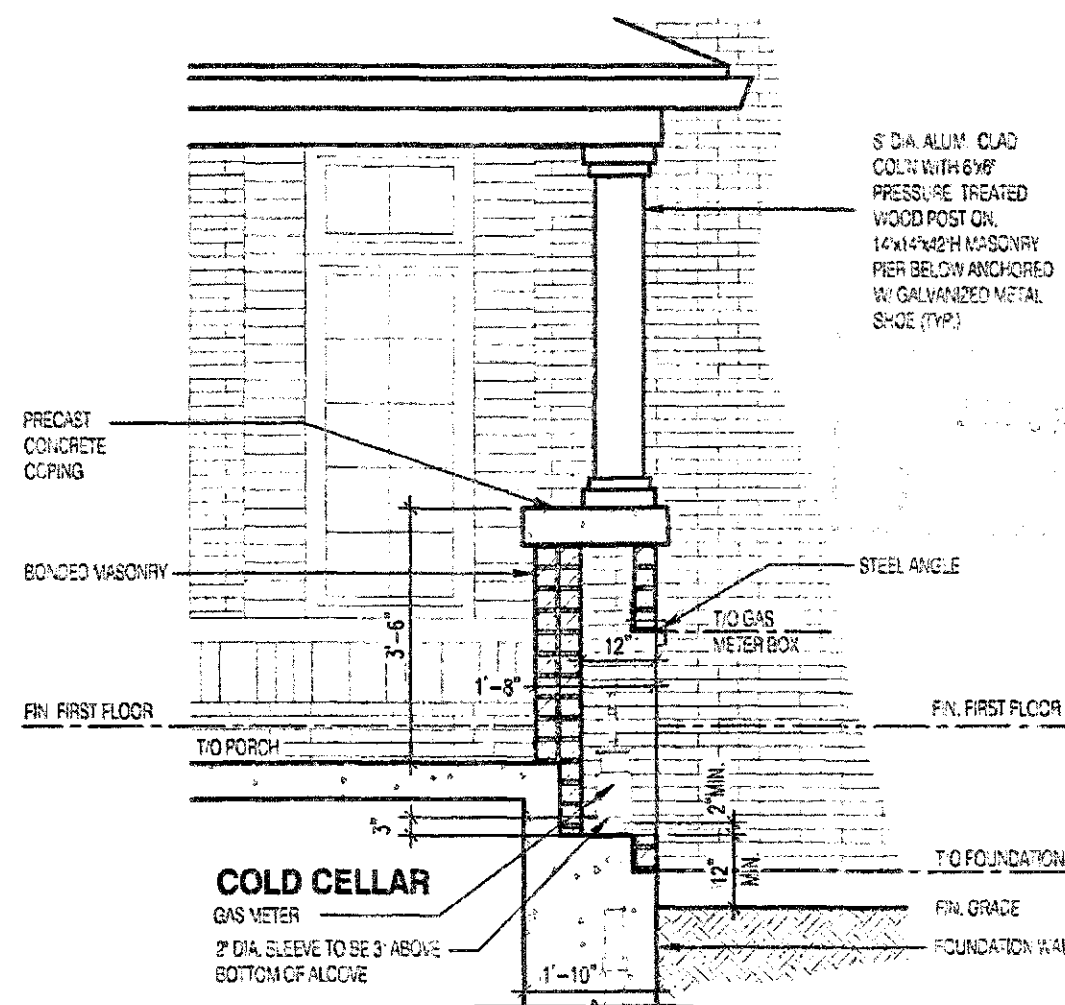 8" DIA. ALUM. CLAD
COL'N WITH 6"x6"
PRESSURE TREATED
WOOD POST ON.
14"x14"x42"H MASONRY
PIER BELOW ANCHORED
W/ GALVANIZED METAL
SHOE (TYP.)
PRECAST
CONCRETE
COPING
BONDED MASONRY
STEEL ANGLE
T/O GAS
METER BOX
3'-6"
12"
1'-8"
FIN. FIRST FLOOR
FIN. FIRST FLOOR
T/O PORCH
2" MIN.
3"
12"
MIN.
COLD CELLAR
T/O FOUNDATION
GAS METER
FIN. GRADE
2" DIA. SLEEVE TO BE 3" ABOVE
BOTTOM OF ALCOVE
FOUNDATION WAL
1'-10"